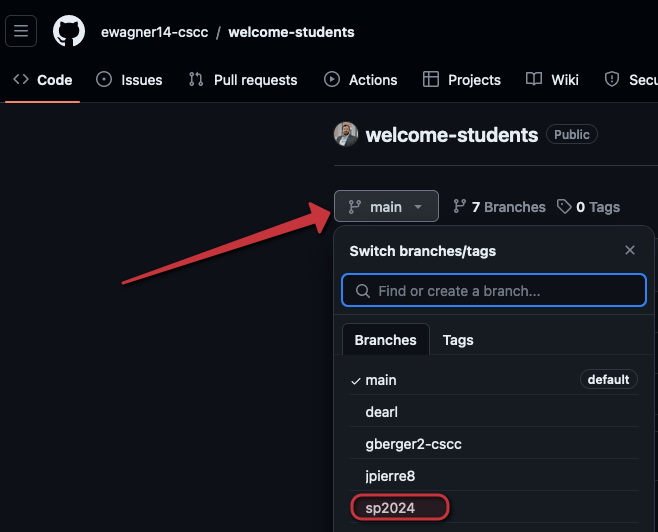 ewagner14-cscc / welcome-students
Code Issues Pull requests Actions Projects Wiki
welcome-students Public
main 7 Branches 0 Tags
Switch branches/tags
Find or create a branch...
Branches Tags
main default
dearl
gberger2-cscc
jpierre8
sp2024